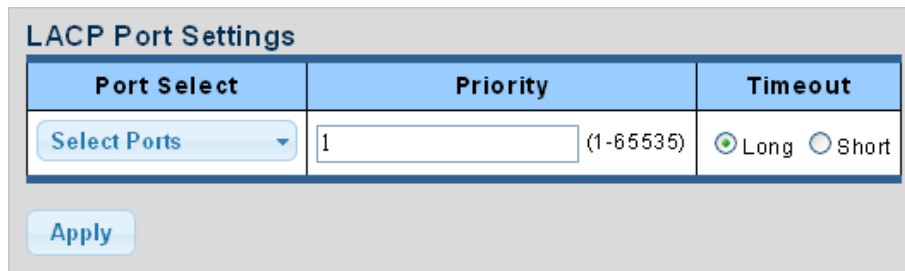 LACP Port Settings
Port Select Priority Timeout
Select Ports 1 (1-65535) Long Short
Apply